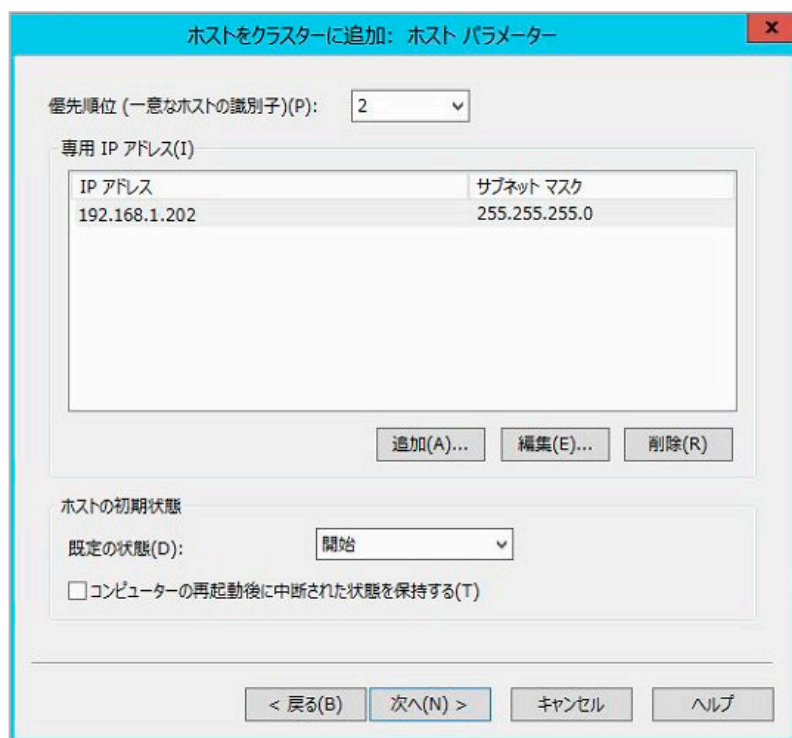 ホストをクラスターに追加: ホスト パラメーター
x
優先順位 (一意なホストの識別子)(P): 2
専用 IP アドレス(I)
IP アドレス サブネット マスク
192.168.1.202 255.255.255.0
追加(A)... 編集(E)... 削除(R)
ホストの初期状態
既定の状態(D): 開始
コンピューターの再起動後に中断された状態を保持する(T)
< 戻る(B) 次へ(N) > キャンセル ヘルプ